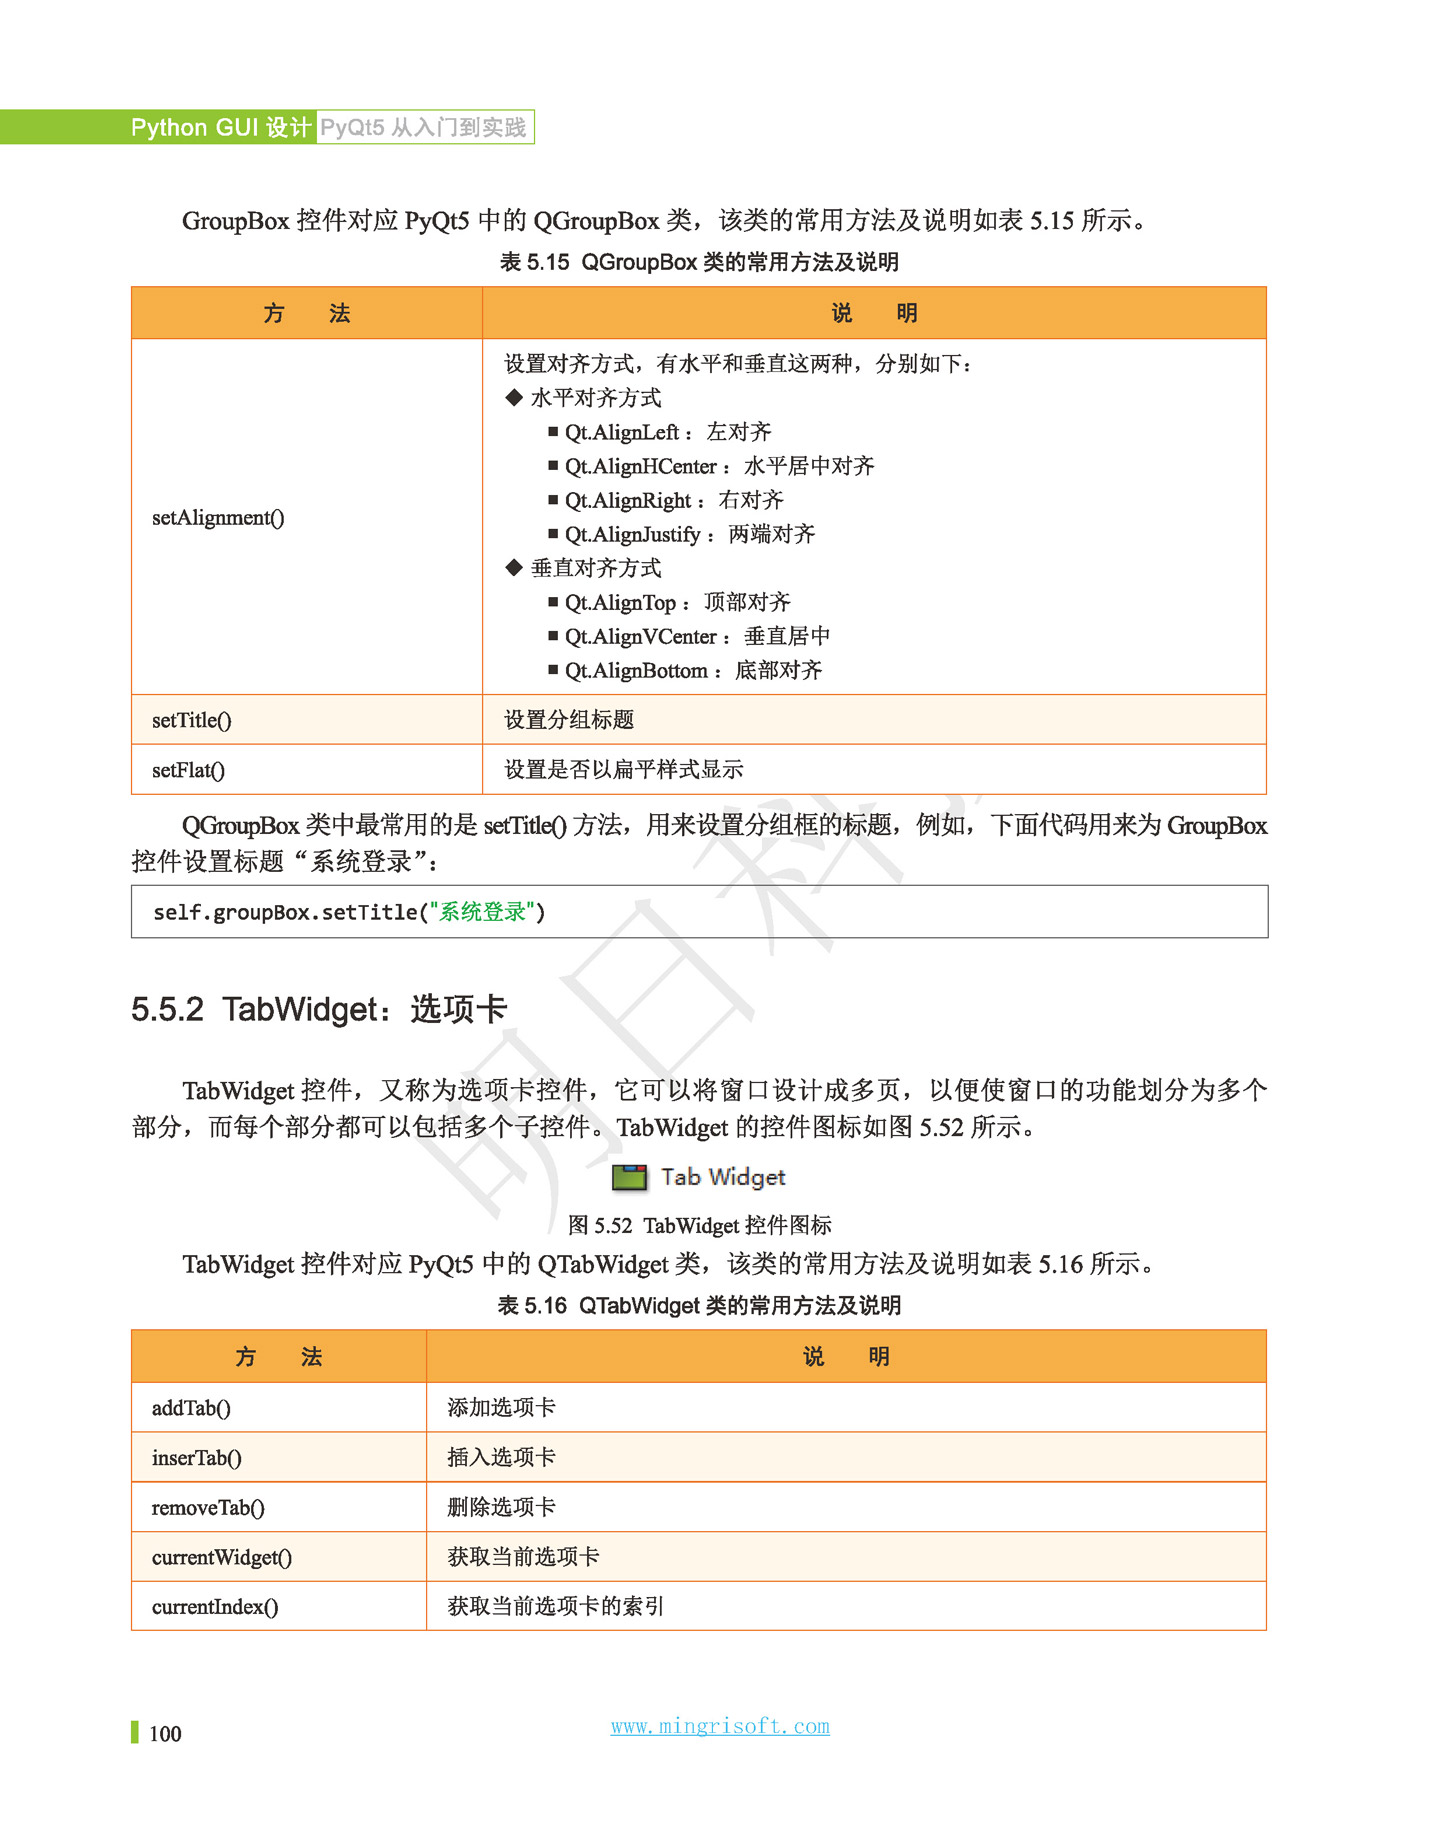 Python GUI 设计 PyQt5 从入门到实践
GroupBox 控件对应 PyQt5 中的 QGroupBox 类，该类的常用方法及说明如表 5.15 所示。
表 5.15 QGroupBox 类的常用方法及说明
方 法 说 明
设置对齐方式，有水平和垂直这两种，分别如下：
◆ 水平对齐方式
■ Qt.AlignLeft：左对齐
■ Qt.AlignHCenter：水平居中对齐
■ Qt.AlignRight：右对齐
setAlignment()
■ Qt.AlignJustify：两端对齐
◆ 垂直对齐方式
■ Qt.AlignTop：顶部对齐
■ Qt.AlignVCenter：垂直居中
■ Qt.AlignBottom：底部对齐
setTitle() 设置分组标题
setFlat() 设置是否以扁平样式显示
QGroupBox 类中最常用的是 setTitle() 方法，用来设置分组框的标题，例如，下面代码用来为 GroupBox
控件设置标题“系统登录”：
self.groupBox.setTitle("系统登录")
5.5.2 TabWidget：选项卡
TabWidget 控件，又称为选项卡控件，它可以将窗口设计成多页，以便使窗口的功能划分为多个
部分，而每个部分都可以包括多个子控件。TabWidget 的控件图标如图 5.52 所示。
Tab Widget
图 5.52 TabWidget 控件图标
TabWidget 控件对应 PyQt5 中的 QTabWidget 类，该类的常用方法及说明如表 5.16 所示。
表 5.16 QTabWidget 类的常用方法及说明
方 法 说 明
addTab() 添加选项卡
inserTab() 插入选项卡
removeTab() 删除选项卡
currentWidget() 获取当前选项卡
currentIndex() 获取当前选项卡的索引
明日科
100
www.mingrisoft.com